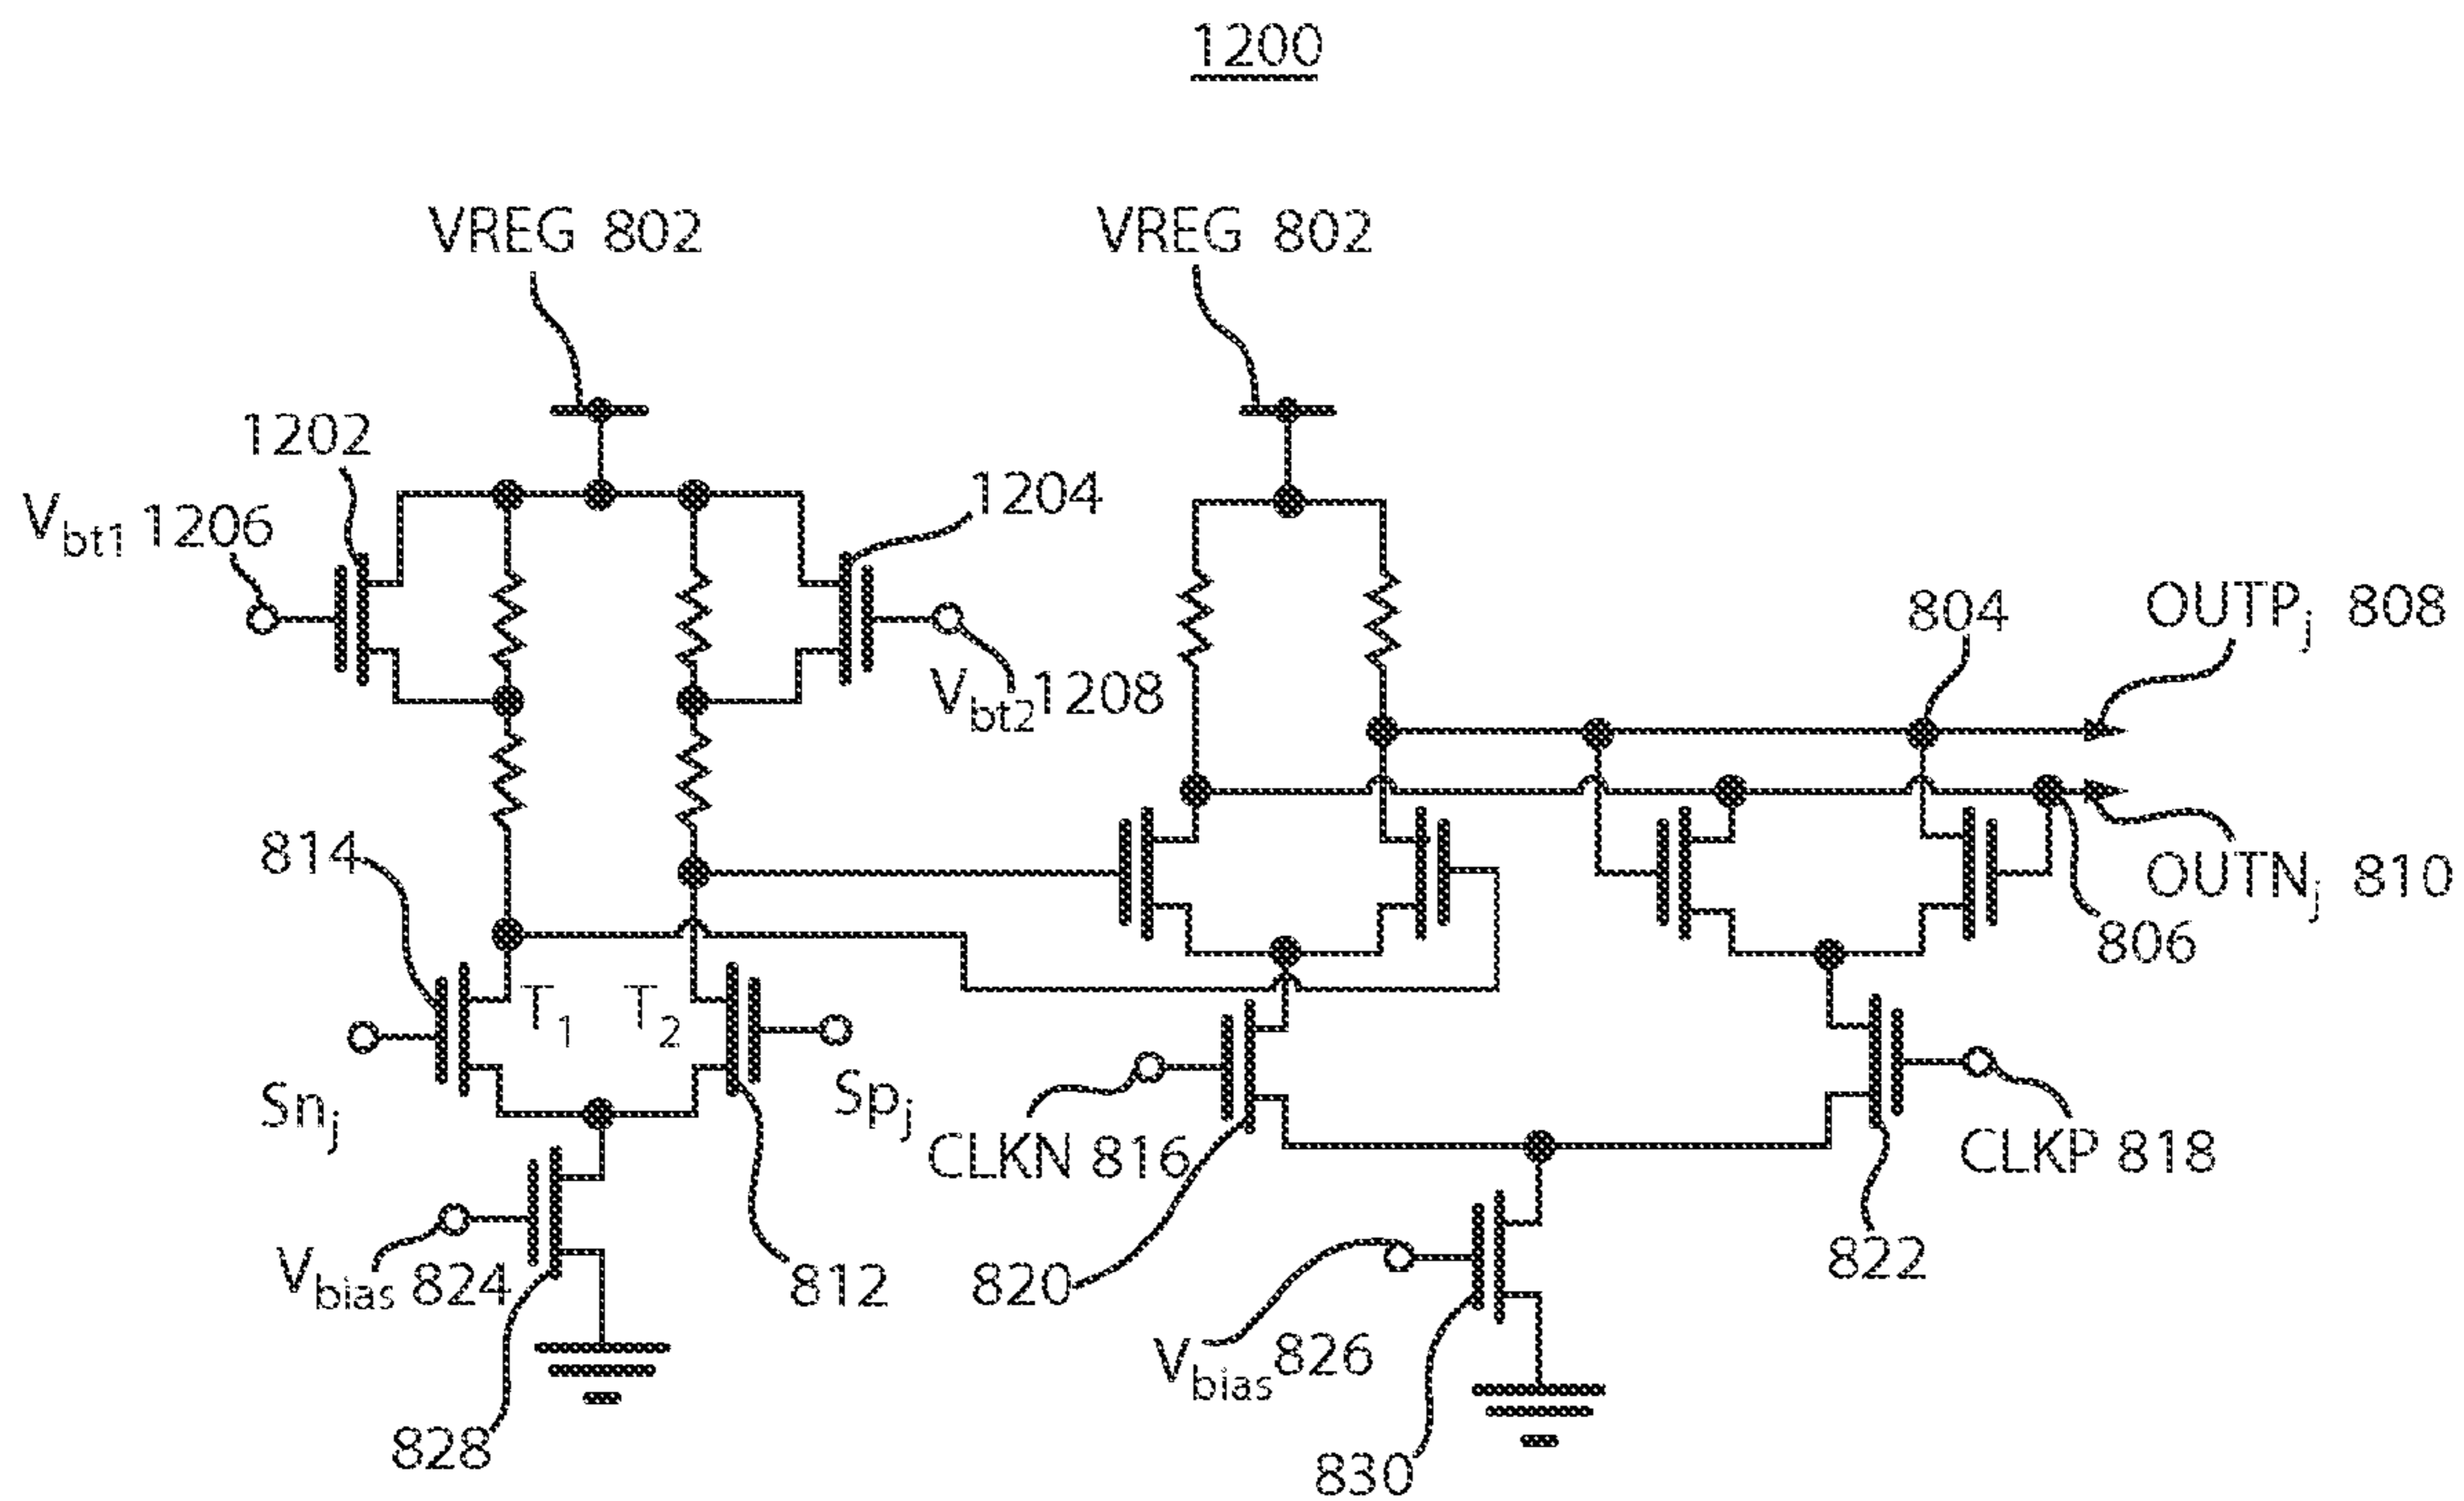 1200
VREG 802
VREG 802
1202
1204
Vbt1 1206
Vbt2 1208
804
OUTPj 808
814
OUTNj 810
806
T1
T2
Snj
Spj
CLKN 816
CLKP 818
Vbias 824
812
820
822
Vbias 826
828
830